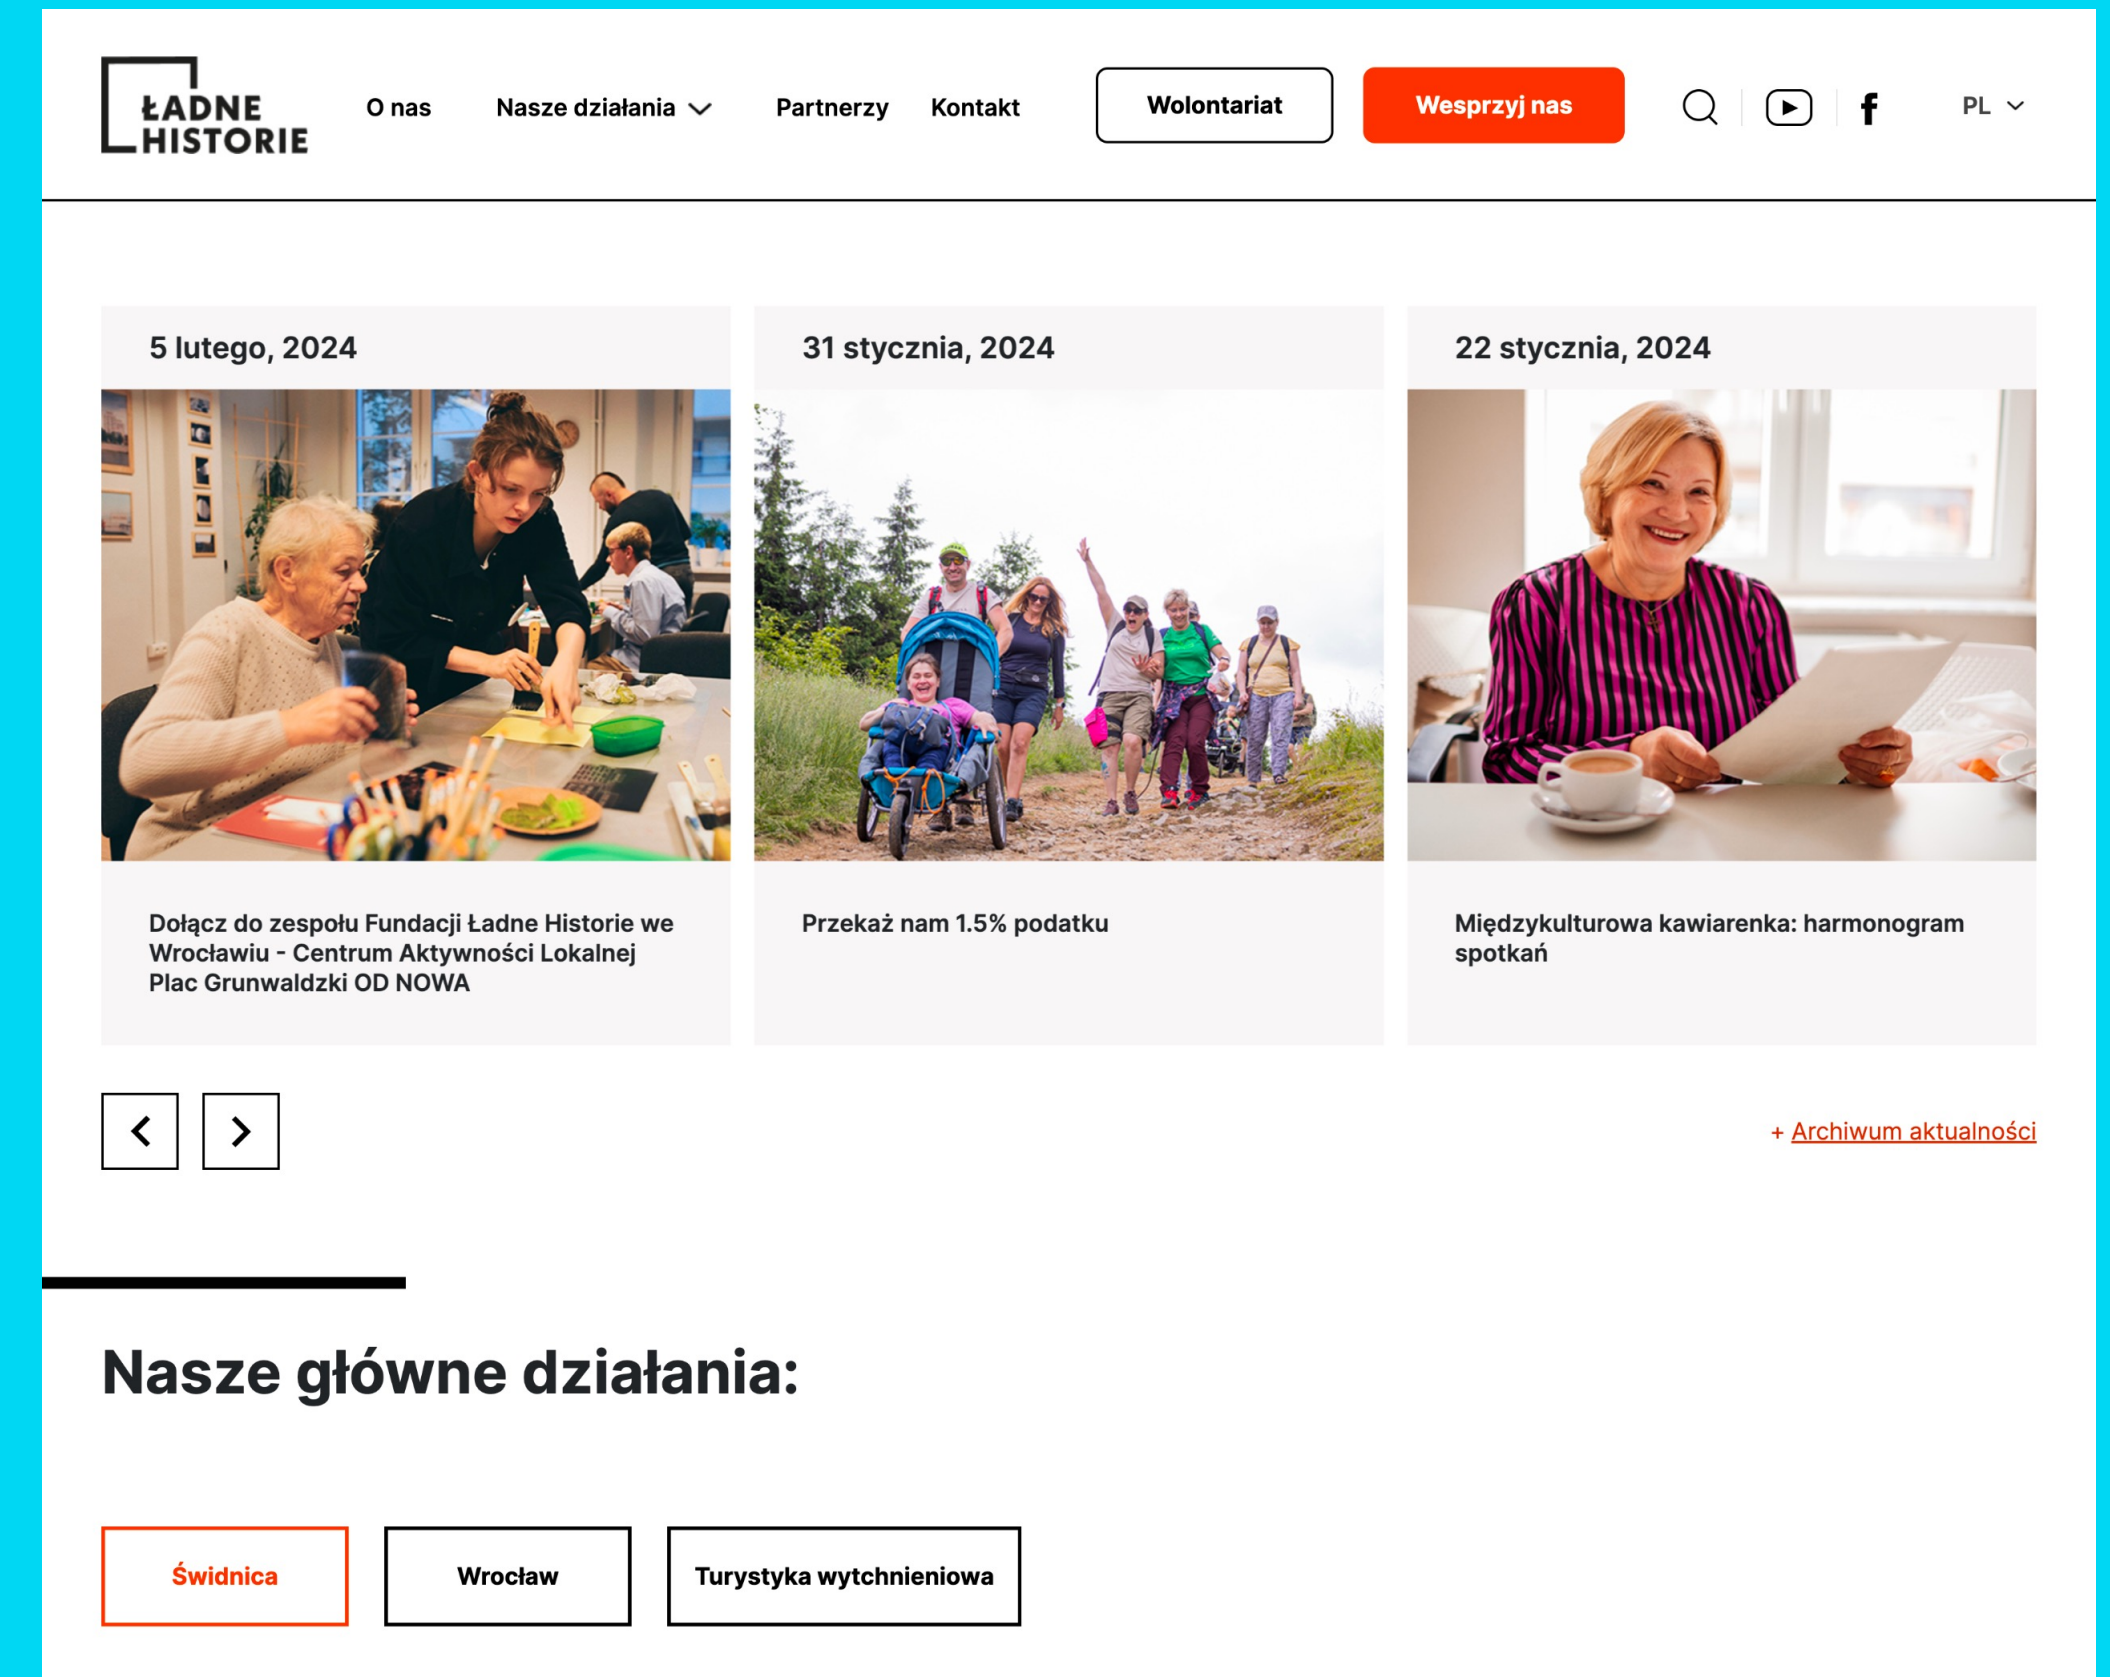 ŁADNE
HISTORIE
O nas
Nasze działania
Partnerzy
Kontakt
Wolontariat
Wesprzyj nas
PL
5 lutego, 2024
Dołącz do zespołu Fundacji Ładne Historie we
Wrocławiu - Centrum Aktywności Lokalnej
Plac Grunwaldzki OD NOWA
31 stycznia, 2024
Przekaż nam 1.5% podatku
22 stycznia, 2024
Międzykulturowa kawiarenka: harmonogram
spotkań
+ Archiwum aktualności
Nasze główne działania:
Świdnica
Wrocław
Turystyka wytchnieniowa